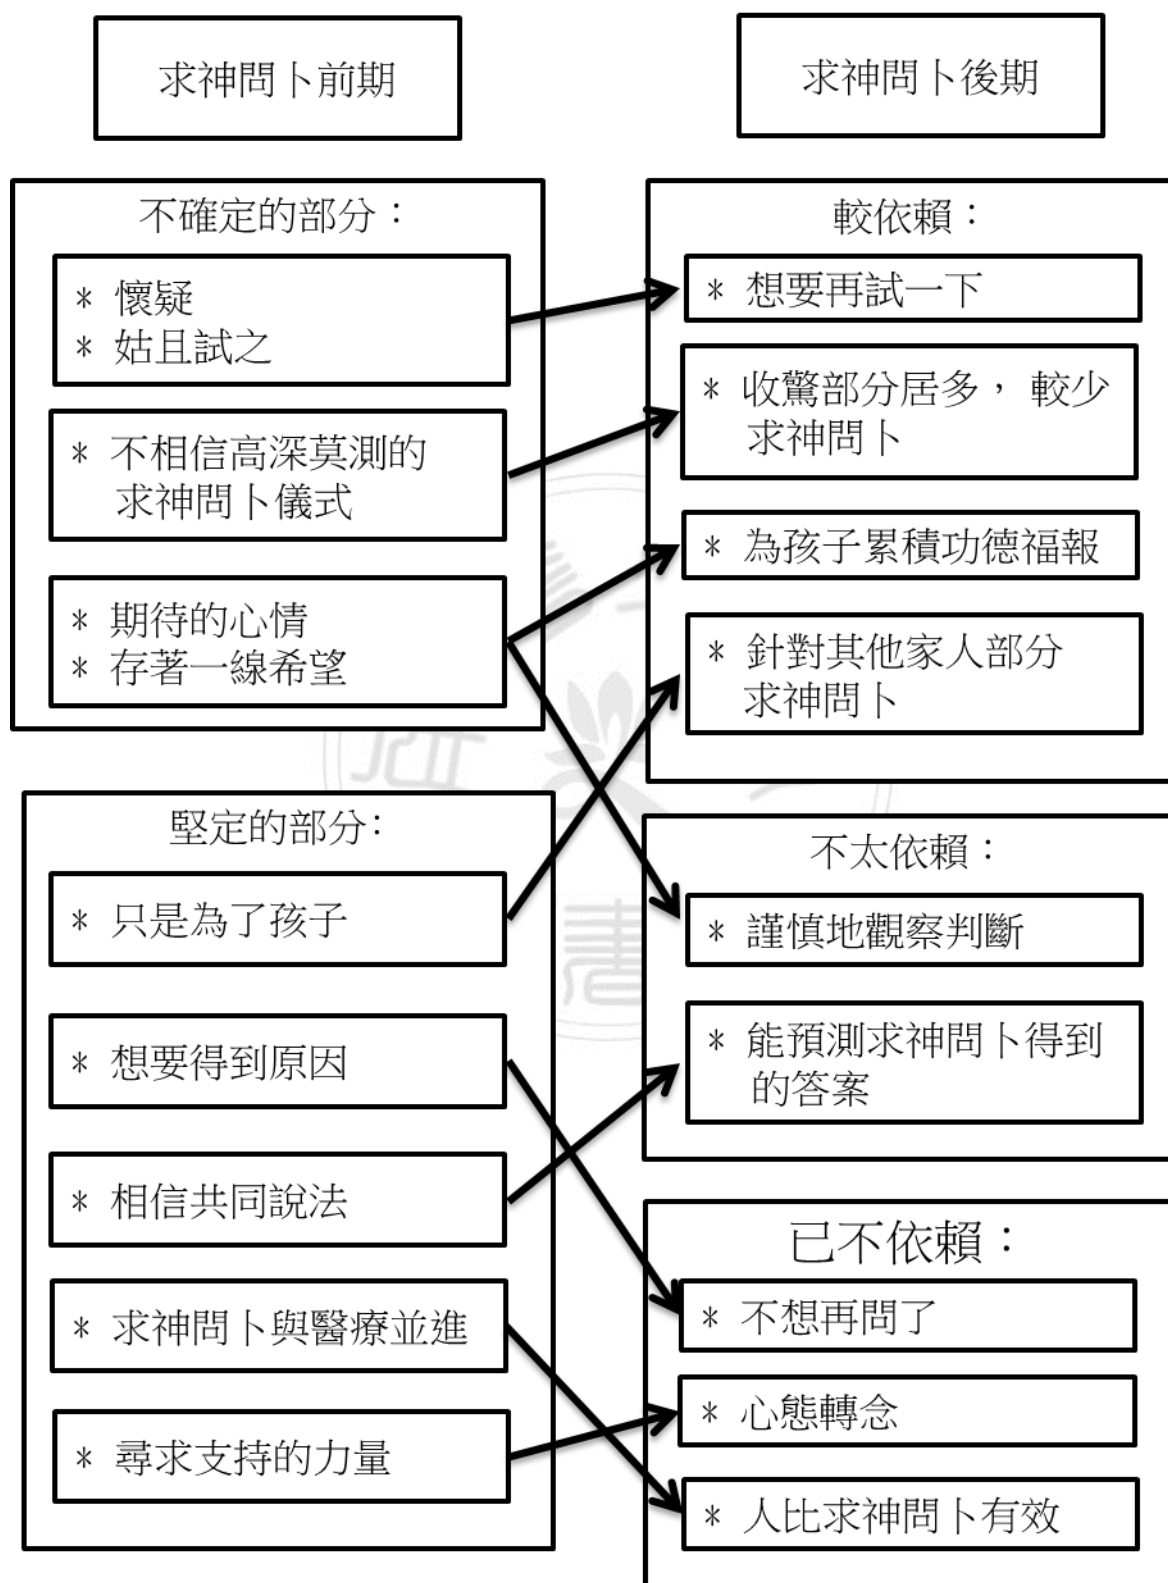 求神問卜前期
求神問卜後期
不確定的部分：
* 懷疑
* 姑且試之
* 不相信高深莫測的
求神問卜儀式
* 期待的心情
* 存著一線希望
堅定的部分：
* 只是為了孩子
* 想要得到原因
* 相信共同說法
* 求神問卜與醫療並進
* 尋求支持的力量
較依賴：
* 想要再試一下
* 收驚部分居多， 較少
求神問卜
* 為孩子累積功德福報
* 針對其他家人部分
求神問卜
不太依賴：
* 謹慎地觀察判斷
* 能預測求神問卜得到
的答案
已不依賴：
* 不想再問了
* 心態轉念
* 人比求神問卜有效